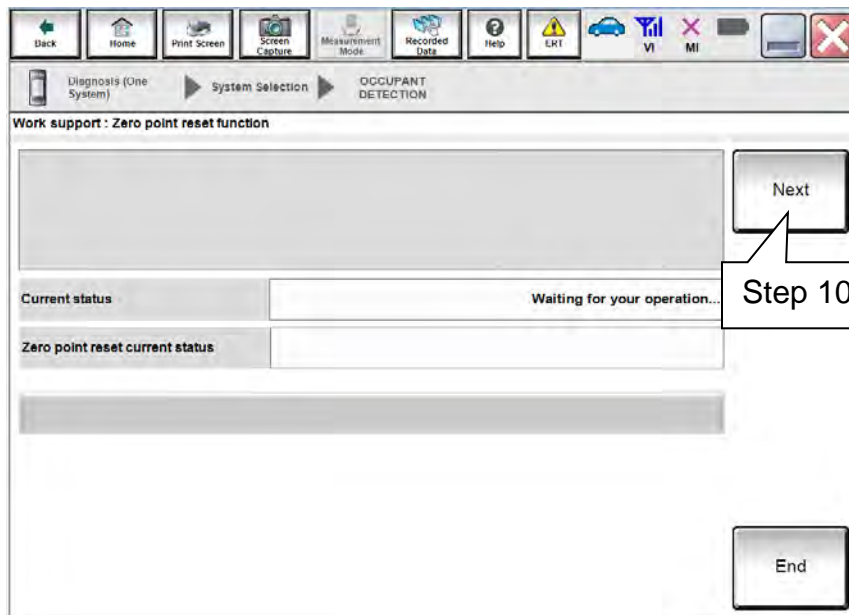 Back
Home
Print Screen
Screen
Capture
Measurement
Mode
Recorded
Data
Help
ERT
VI
MI
Diagnosis (One
System)
System Selection
OCCUPANT
DETECTION
Work support : Zero point reset function
Next
Step 10
Current status
Waiting for your operation...
Zero point reset current status
End